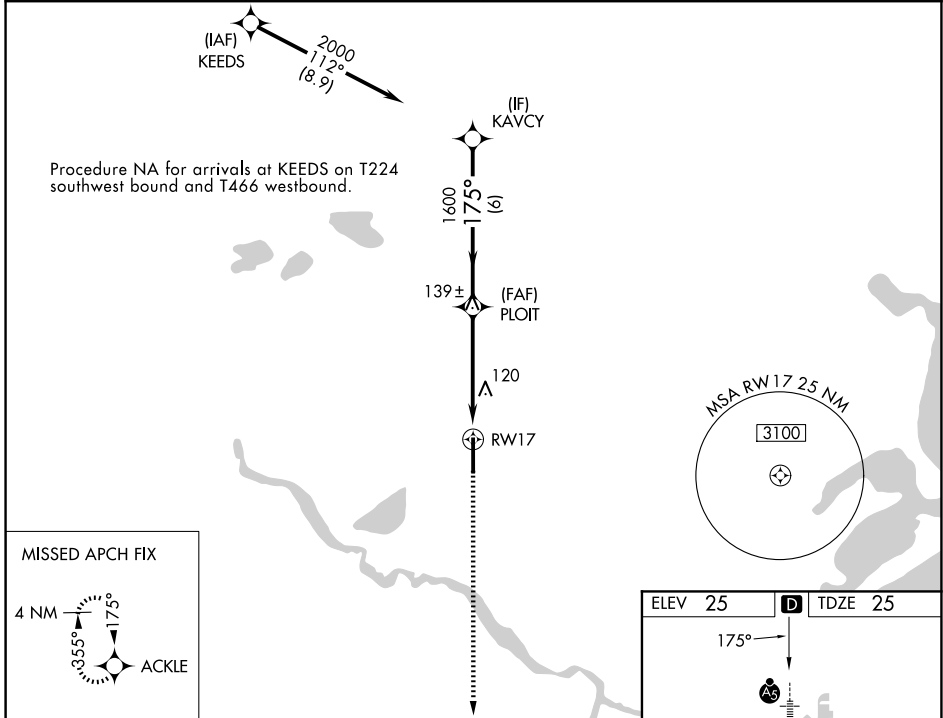 (IAF)
KEEDS
2000
112°
(8.9)
(IF)
KAVCY
Procedure NA for arrivals at KEEDS on T224
southwest bound and T466 westbound.
1600
175°
(6)
139±
(FAF)
PLOIT
120
RW17
MSA RW17 25 NM
3100
MISSED APCH FIX
4 NM
355°
175°
ACKLE
ELEV 25
D
TDZE 25
175°
A5